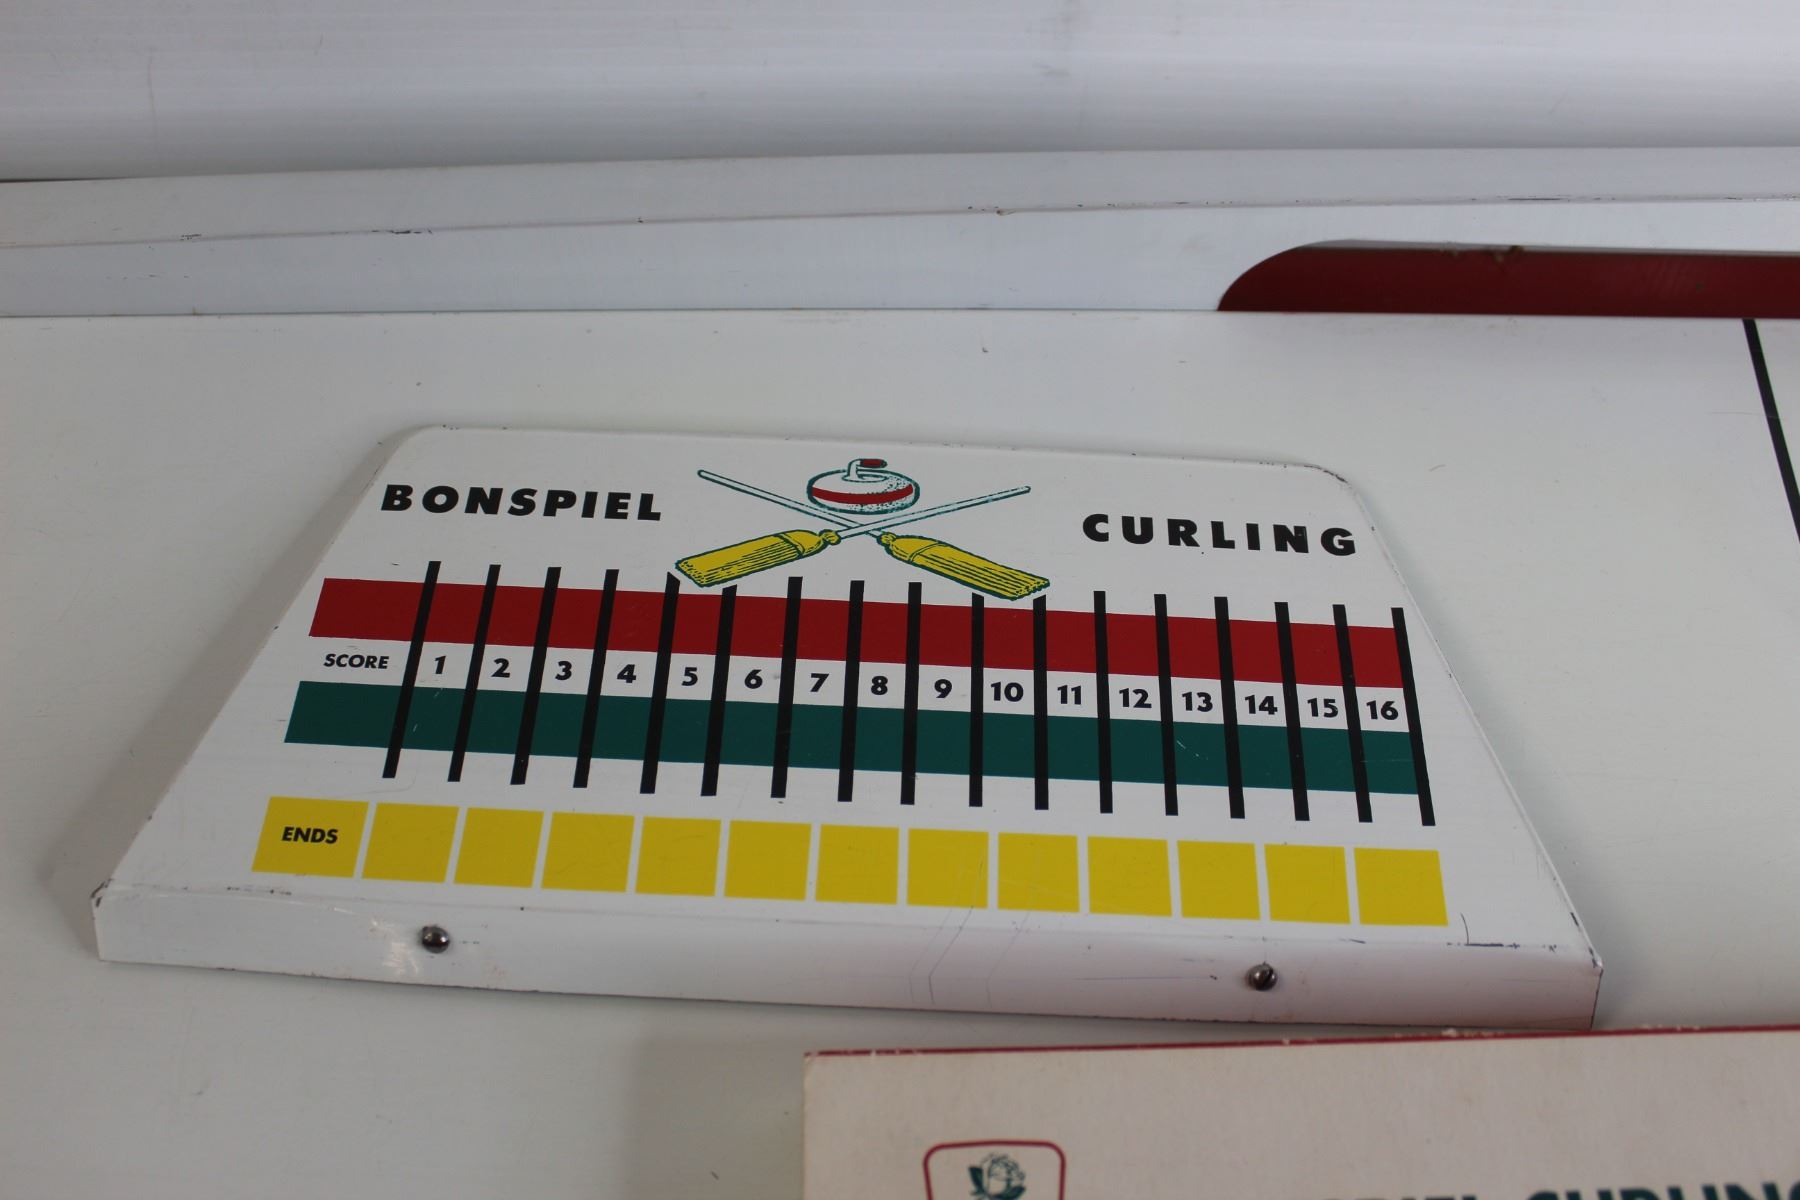 BONSPIEL CURLING
SCORE 1 2 3 4 5 6 7 8 9 10 11 12 13 14 15 16
ENDS